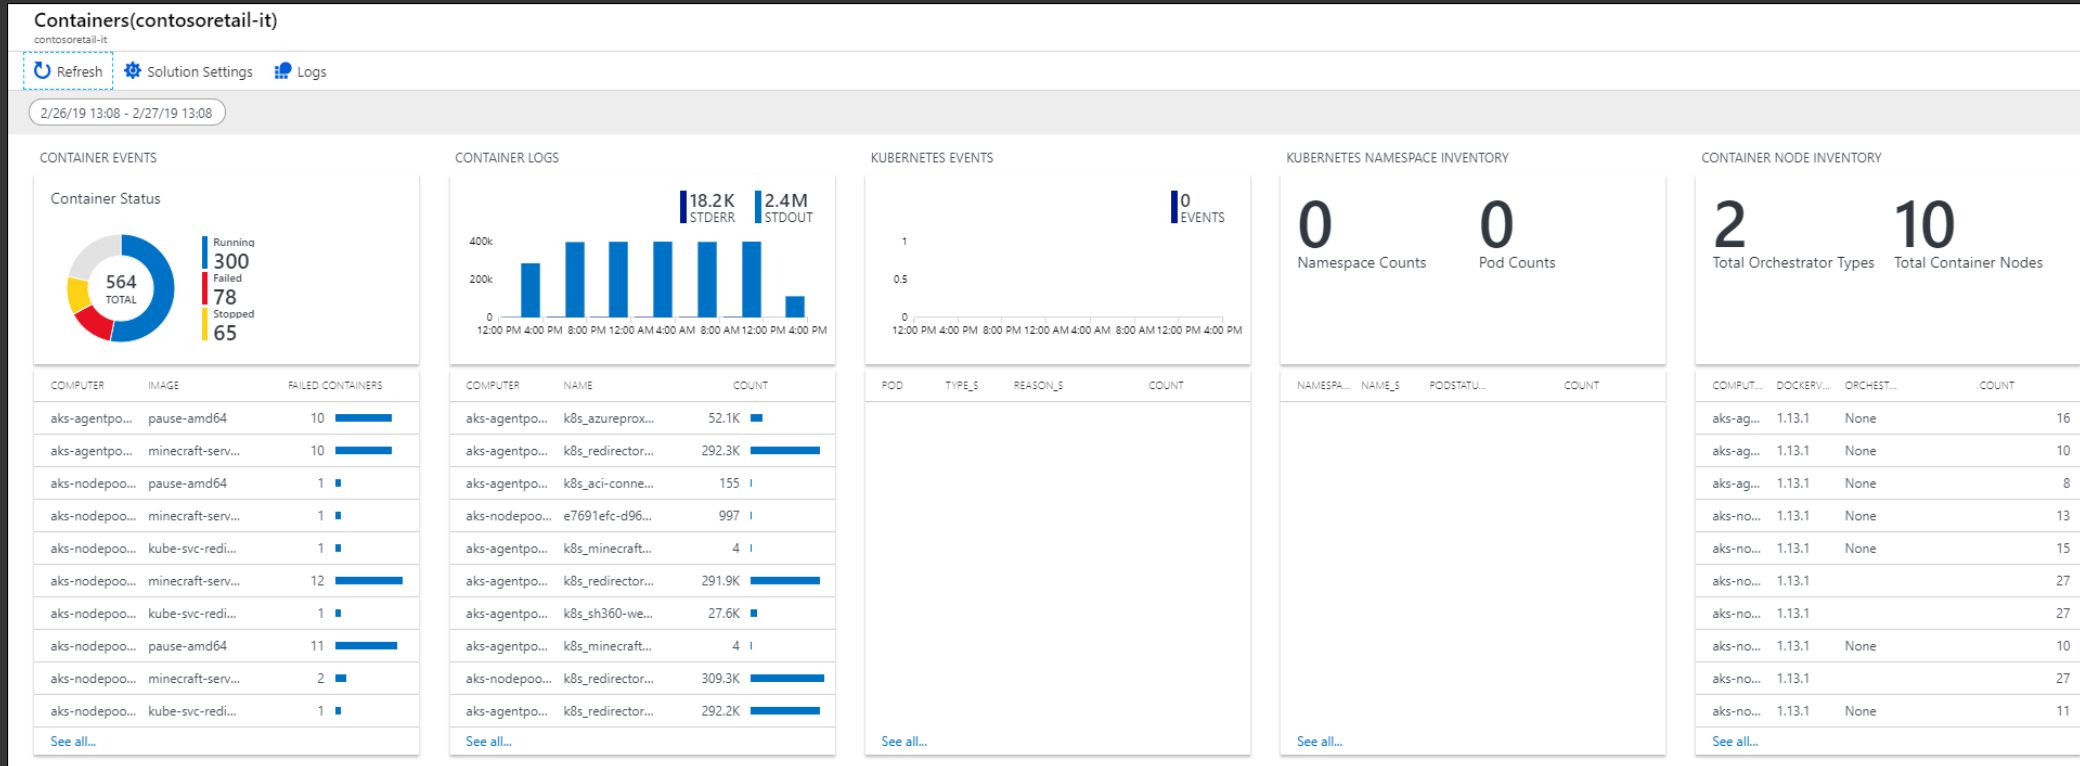 Containers(contosoretail-it)
contosoretail-it
Refresh Solution Settings Logs
2/26/19 13:08 - 2/27/19 13:08
CONTAINER EVENTS
Container Status
564
TOTAL
Running
300
Failed
78
Stopped
65
COMPUTER IMAGE FAILED CONTAINERS
aks-agentpo... pause-amd64 10
aks-agentpo... minecraft-serv... 10
aks-nodepoo... pause-amd64 1
aks-nodepoo... minecraft-serv... 1
aks-nodepoo... kube-svc-redi... 1
aks-nodepoo... minecraft-serv... 12
aks-nodepoo... kube-svc-redi... 1
aks-nodepoo... pause-amd64 11
aks-nodepoo... minecraft-serv... 2
aks-nodepoo... kube-svc-redi... 1
See all...
CONTAINER LOGS
18.2K 2.4M
STDERR STDOUT
400k
200k
0
12:00 PM 4:00 PM 8:00 PM 12:00 AM 4:00 AM 8:00 AM 12:00 PM 4:00 PM
COMPUTER NAME COUNT
aks-agentpo... k8s_azureprox... 52.1K
aks-agentpo... k8s_redirector... 292.3K
aks-agentpo... k8s_aci-conne... 155
aks-nodepoo... e7691efc-d96... 997
aks-agentpo... k8s_minecraft... 4
aks-agentpo... k8s_redirector... 291.9K
aks-agentpo... k8s_sh360-we... 27.6K
aks-agentpo... k8s_minecraft... 4
aks-nodepoo... k8s_redirector... 309.3K
aks-agentpo... k8s_redirector... 292.2K
See all...
KUBERNETES EVENTS
0
EVENTS
1
0.5
0
12:00 PM 4:00 PM 8:00 PM 12:00 AM 4:00 AM 8:00 AM 12:00 PM 4:00 PM
POD TYPE_S REASON_S COUNT
See all...
KUBERNETES NAMESPACE INVENTORY
0 0
Namespace Counts Pod Counts
NAMESPA... NAME_S PODSTATU... COUNT
See all...
CONTAINER NODE INVENTORY
2 10
Total Orchestrator Types Total Container Nodes
COMPUT... DOCKERV... ORCHEST... COUNT
aks-ag... 1.13.1 None 16
aks-ag... 1.13.1 None 10
aks-ag... 1.13.1 None 8
aks-no... 1.13.1 None 13
aks-no... 1.13.1 None 15
aks-no... 1.13.1 27
aks-no... 1.13.1 27
aks-no... 1.13.1 None 10
aks-no... 1.13.1 27
aks-no... 1.13.1 None 11
See all...